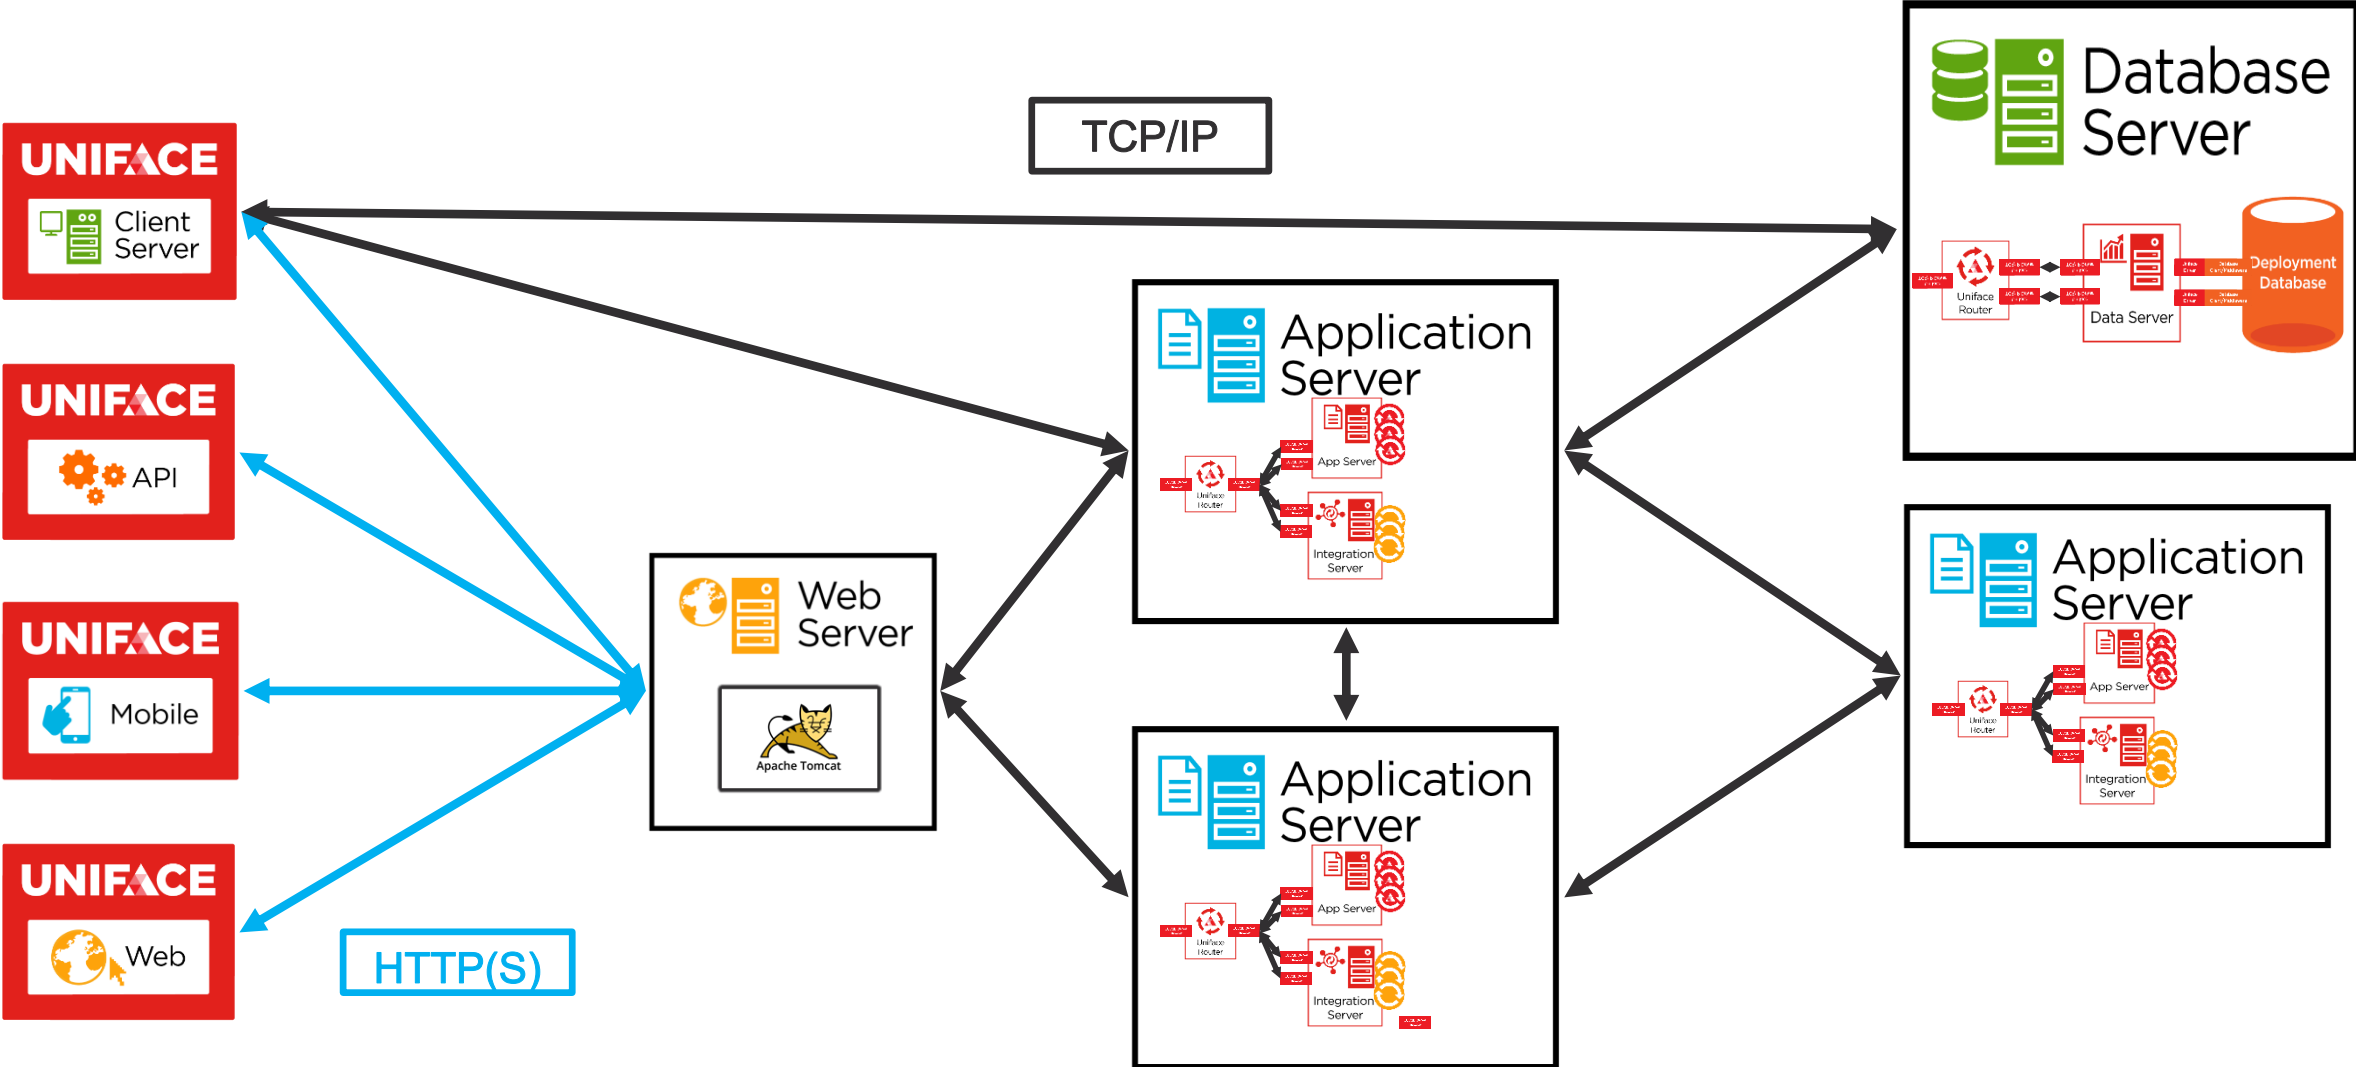 TCP/IP
UNIFACE
Client
Server
UNIFACE
API
UNIFACE
Mobile
UNIFACE
Web
HTTP(S)
Web
Server
Apache Tomcat
Application
Server
App Server
Uniface
Router
Integration
Server
Application
Server
App Server
Uniface
Router
Integration
Server
Database
Server
Uniface
Router
Data Server
Deployment
Database
Application
Server
App Server
Uniface
Router
Integration
Server